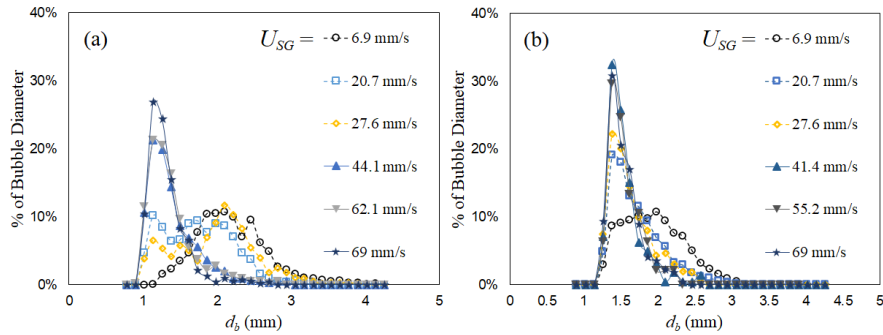 (a)
U_SG =
6.9 mm/s
20.7 mm/s
27.6 mm/s
44.1 mm/s
62.1 mm/s
69 mm/s
40%
30%
20%
10%
0%
% of Bubble Diameter
0 1 2 3 4 5
d_b (mm)
(b)
U_SG =
6.9 mm/s
20.7 mm/s
27.6 mm/s
41.4 mm/s
55.2 mm/s
69 mm/s
40%
30%
20%
10%
0%
% of Bubble Diameter
0 0.5 1 1.5 2 2.5 3 3.5 4 4.5 5
d_b (mm)